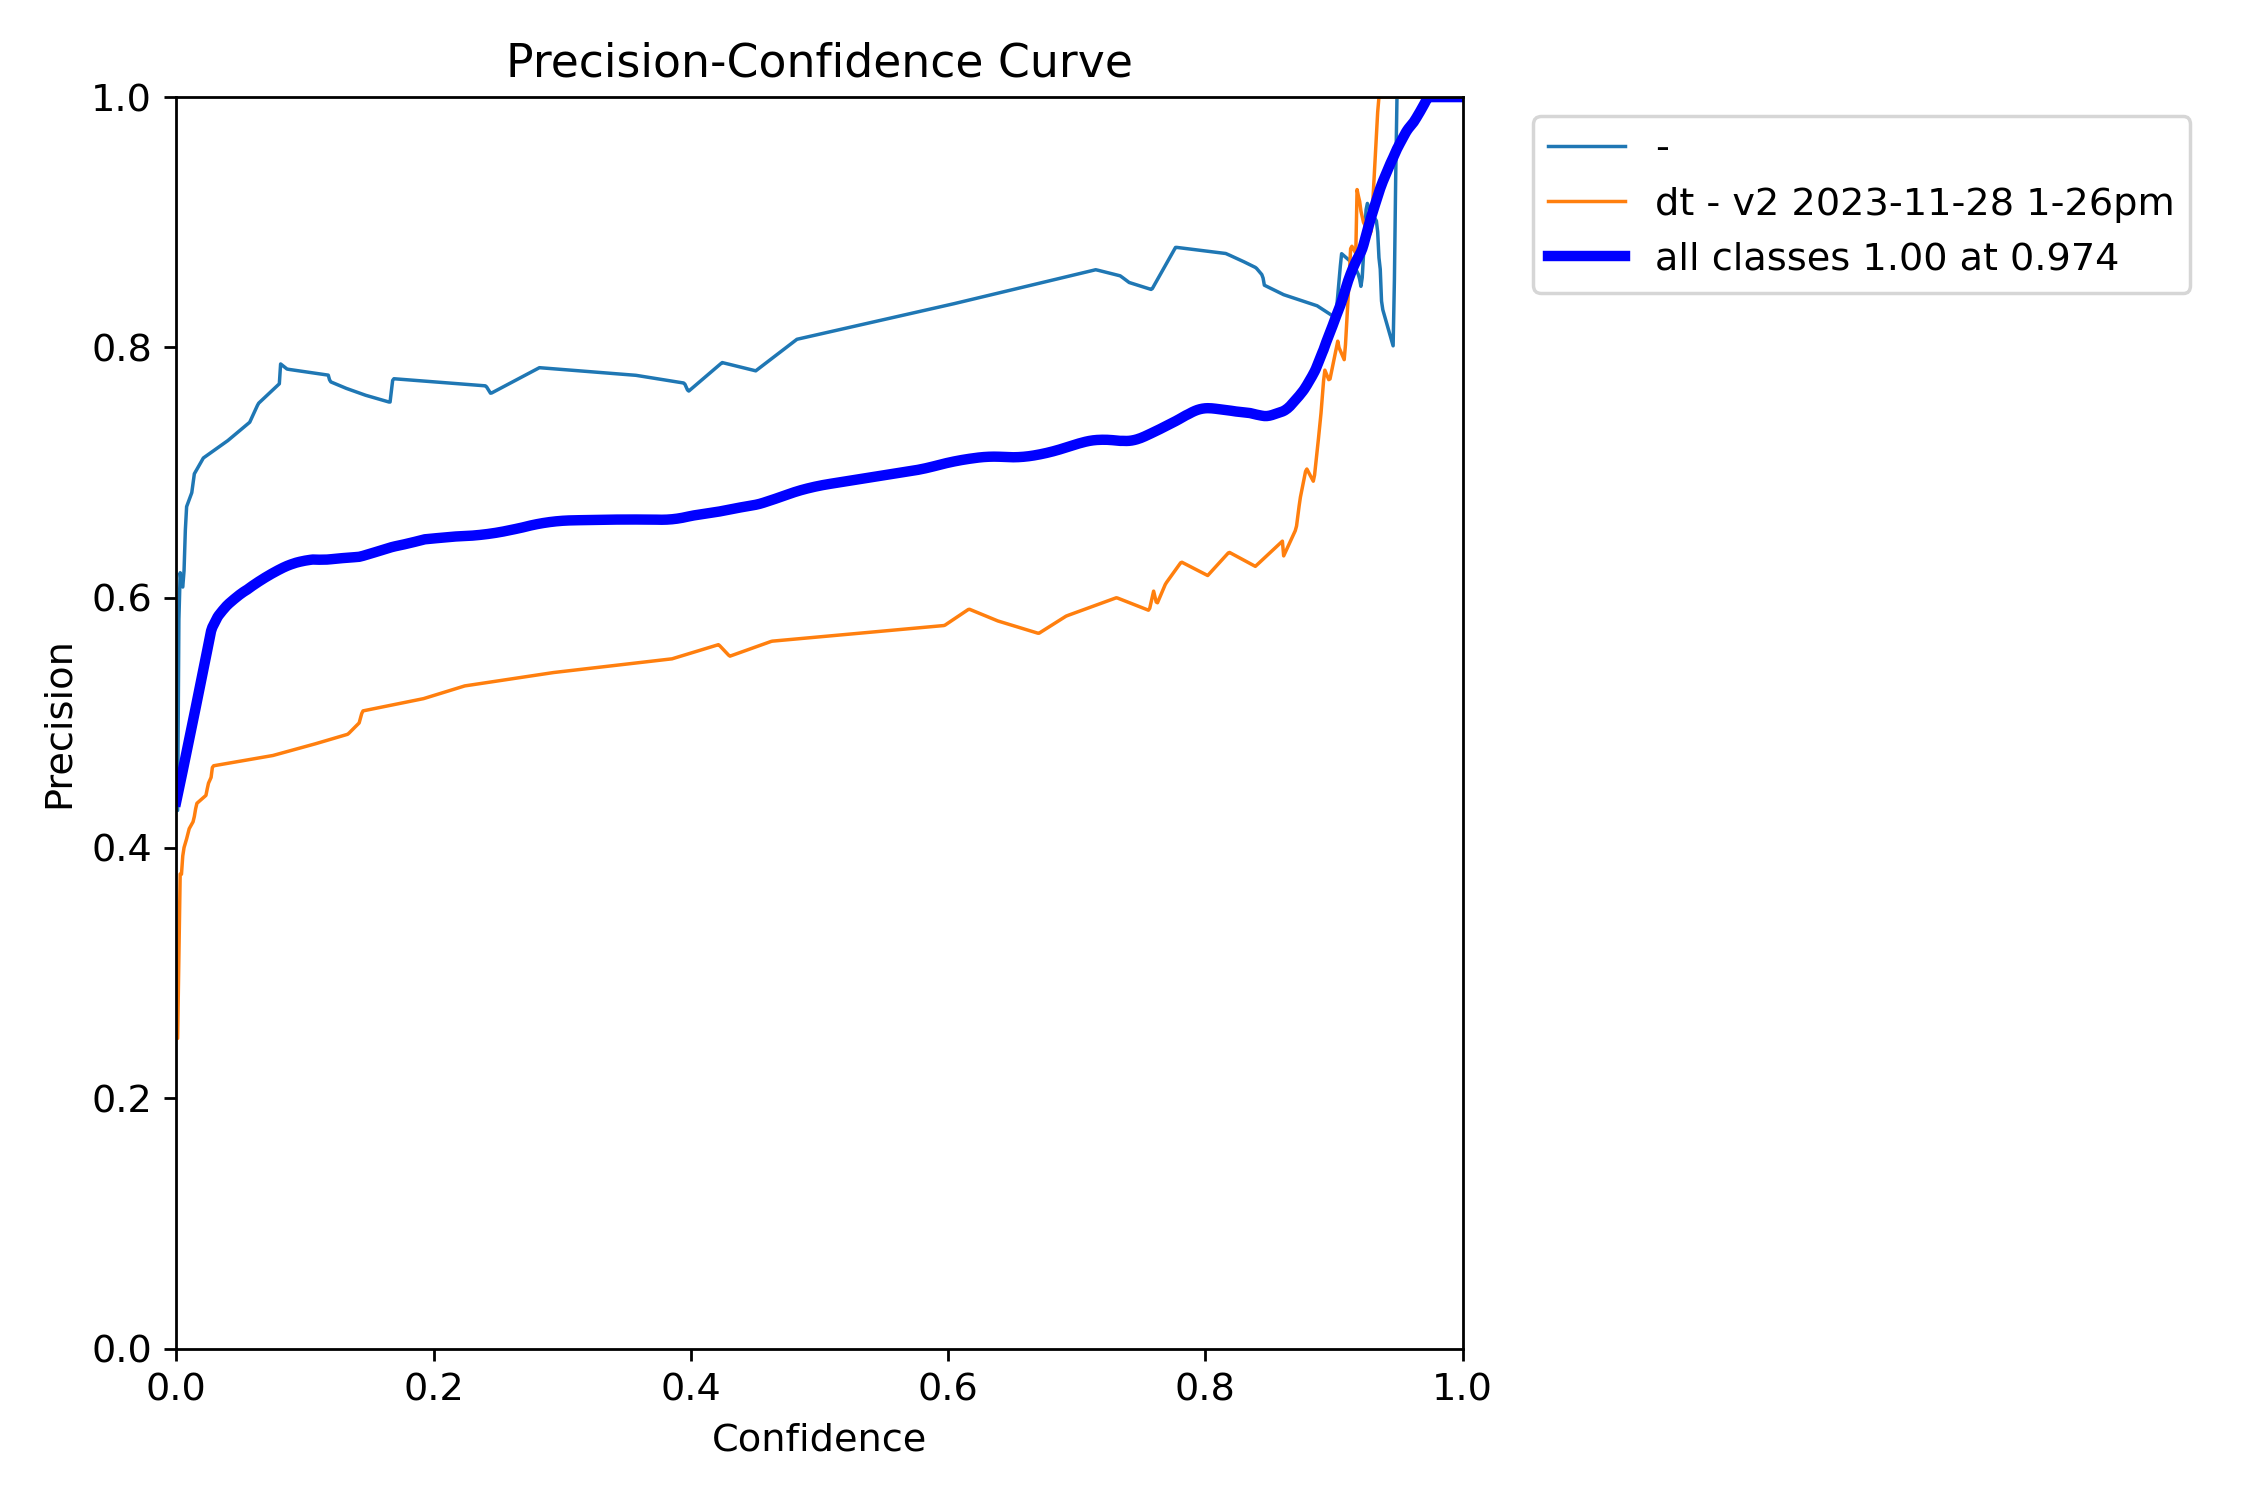 Precision-Confidence Curve
1.0
0.8
0.6
0.4
0.2
0.0
Precision
0.0 0.2 0.4 0.6 0.8 1.0
Confidence
-
dt - v2 2023-11-28 1-26pm
all classes 1.00 at 0.974